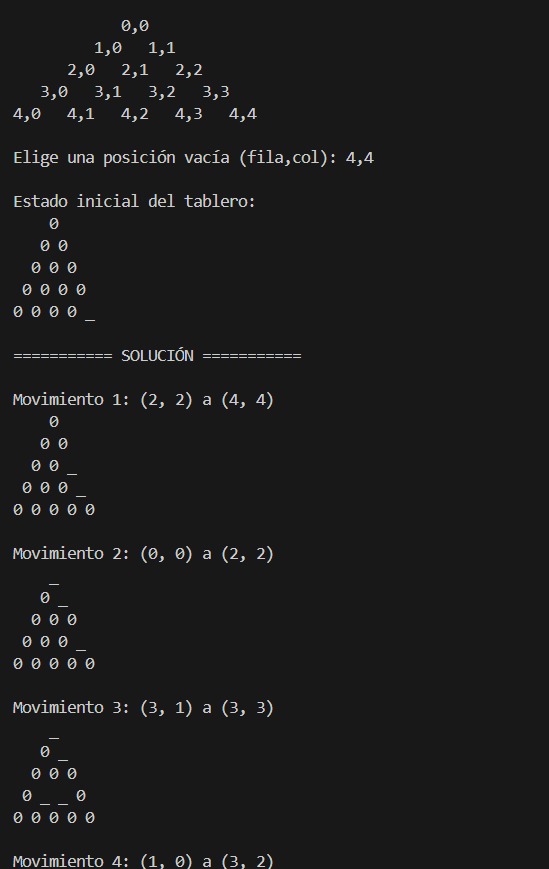 0,0
1,0 1,1
2,0 2,1 2,2
3,0 3,1 3,2 3,3
4,0 4,1 4,2 4,3 4,4
Elige una posición vacía (fila,col): 4,4
Estado inicial del tablero:
0
0 0
0 0 0
0 0 0 0
0 0 0 0 _
=========== SOLUCIÓN ===========
Movimiento 1: (2, 2) a (4, 4)
0
0 0
0 0 _
0 0 0 _
0 0 0 0 0
Movimiento 2: (0, 0) a (2, 2)
_
0 _
0 0 0
0 0 0 _
0 0 0 0 0
Movimiento 3: (3, 1) a (3, 3)
_
0 _
0 0 0
0 _ _ 0
0 0 0 0 0
Movimiento 4: (1, 0) a (3, 2)